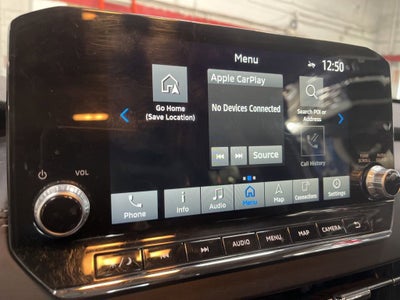 Menu
12:50
Apple CarPlay
Go Home
(Save Location)
No Devices Connected
Search POI or
Address
Source
Call History
VOL
Phone
Info
Audio
Menu
Map
Connections
Settings
AUDIO
MENU
MAP
CAMERA